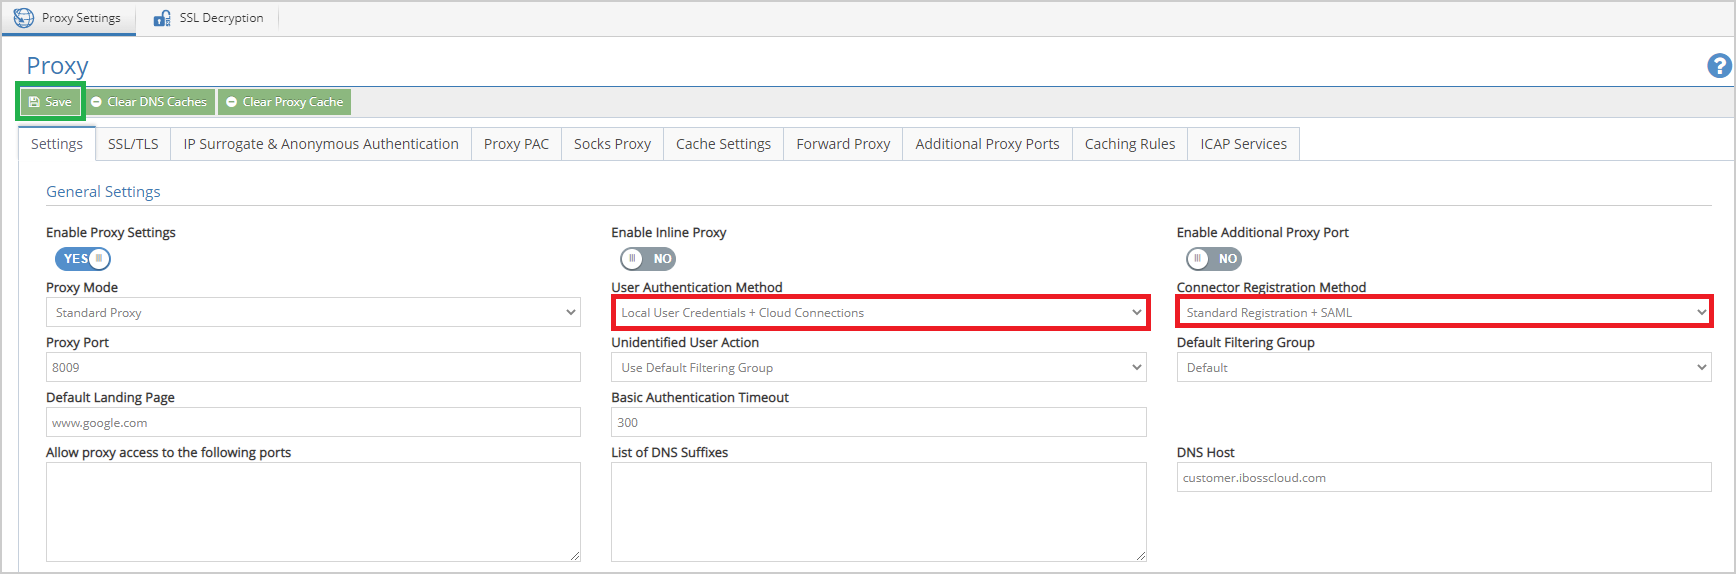 Proxy Settings SSL Decryption
Proxy
?
Save Clear DNS Caches Clear Proxy Cache
Settings SSL/TLS IP Surrogate & Anonymous Authentication Proxy PAC Socks Proxy Cache Settings Forward Proxy Additional Proxy Ports Caching Rules ICAP Services
General Settings
Enable Proxy Settings Enable Inline Proxy Enable Additional Proxy Port
YES NO NO
Proxy Mode User Authentication Method Connector Registration Method
Standard Proxy Local User Credentials + Cloud Connections Standard Registration + SAML
Proxy Port Unidentified User Action Default Filtering Group
8009 Use Default Filtering Group Default
Default Landing Page Basic Authentication Timeout
www.google.com 300
Allow proxy access to the following ports List of DNS Suffixes DNS Host
customer.ibosscloud.com